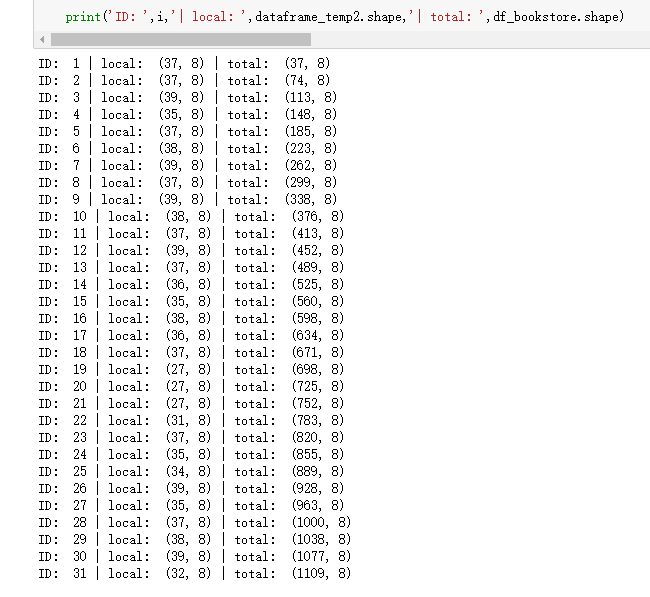 print('ID: ',i,'| local: ',dataframe_temp2.shape,'| total: ',df_bookstore.shape)
ID:  1 | local:  (37, 8) | total:  (37, 8)
ID:  2 | local:  (37, 8) | total:  (74, 8)
ID:  3 | local:  (39, 8) | total:  (113, 8)
ID:  4 | local:  (35, 8) | total:  (148, 8)
ID:  5 | local:  (37, 8) | total:  (185, 8)
ID:  6 | local:  (38, 8) | total:  (223, 8)
ID:  7 | local:  (39, 8) | total:  (262, 8)
ID:  8 | local:  (37, 8) | total:  (299, 8)
ID:  9 | local:  (39, 8) | total:  (338, 8)
ID:  10 | local:  (38, 8) | total:  (376, 8)
ID:  11 | local:  (37, 8) | total:  (413, 8)
ID:  12 | local:  (39, 8) | total:  (452, 8)
ID:  13 | local:  (37, 8) | total:  (489, 8)
ID:  14 | local:  (36, 8) | total:  (525, 8)
ID:  15 | local:  (35, 8) | total:  (560, 8)
ID:  16 | local:  (38, 8) | total:  (598, 8)
ID:  17 | local:  (36, 8) | total:  (634, 8)
ID:  18 | local:  (37, 8) | total:  (671, 8)
ID:  19 | local:  (27, 8) | total:  (698, 8)
ID:  20 | local:  (27, 8) | total:  (725, 8)
ID:  21 | local:  (27, 8) | total:  (752, 8)
ID:  22 | local:  (31, 8) | total:  (783, 8)
ID:  23 | local:  (37, 8) | total:  (820, 8)
ID:  24 | local:  (35, 8) | total:  (855, 8)
ID:  25 | local:  (34, 8) | total:  (889, 8)
ID:  26 | local:  (39, 8) | total:  (928, 8)
ID:  27 | local:  (35, 8) | total:  (963, 8)
ID:  28 | local:  (37, 8) | total:  (1000, 8)
ID:  29 | local:  (38, 8) | total:  (1038, 8)
ID:  30 | local:  (39, 8) | total:  (1077, 8)
ID:  31 | local:  (32, 8) | total:  (1109, 8)